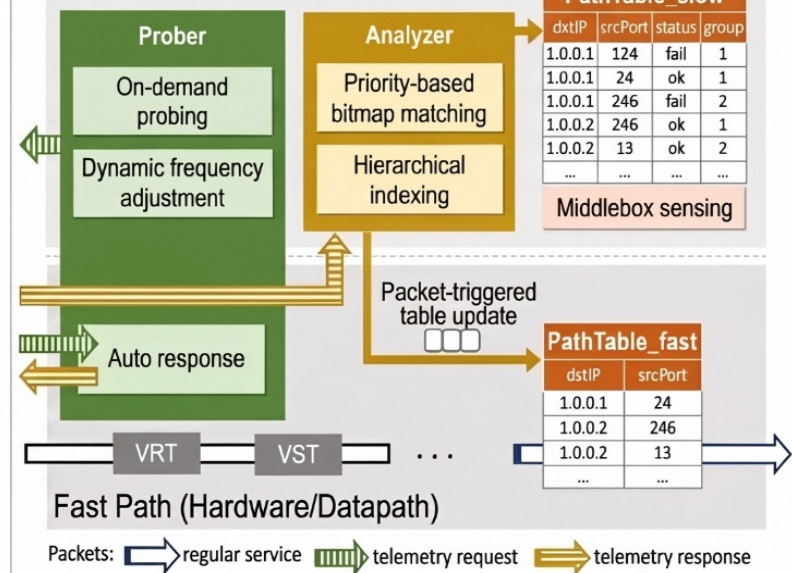 PathTable_slow
Prober
On-demand
probing
Dynamic frequency
adjustment
Auto response
Analyzer
Priority-based
bitmap matching
Hierarchical
indexing
dxtIP srcPort status group
1.0.0.1 124 fail 1
1.0.0.1 24 ok 1
1.0.0.1 246 fail 2
1.0.0.2 246 ok 1
1.0.0.2 13 ok 2
... ... ... ...
Middlebox sensing
Packet-triggered
table update
PathTable_fast
dstIP srcPort
1.0.0.1 24
1.0.0.2 246
1.0.0.2 13
... ...
VRT VST ...
Fast Path (Hardware/Datapath)
Packets: regular service telemetry request telemetry response